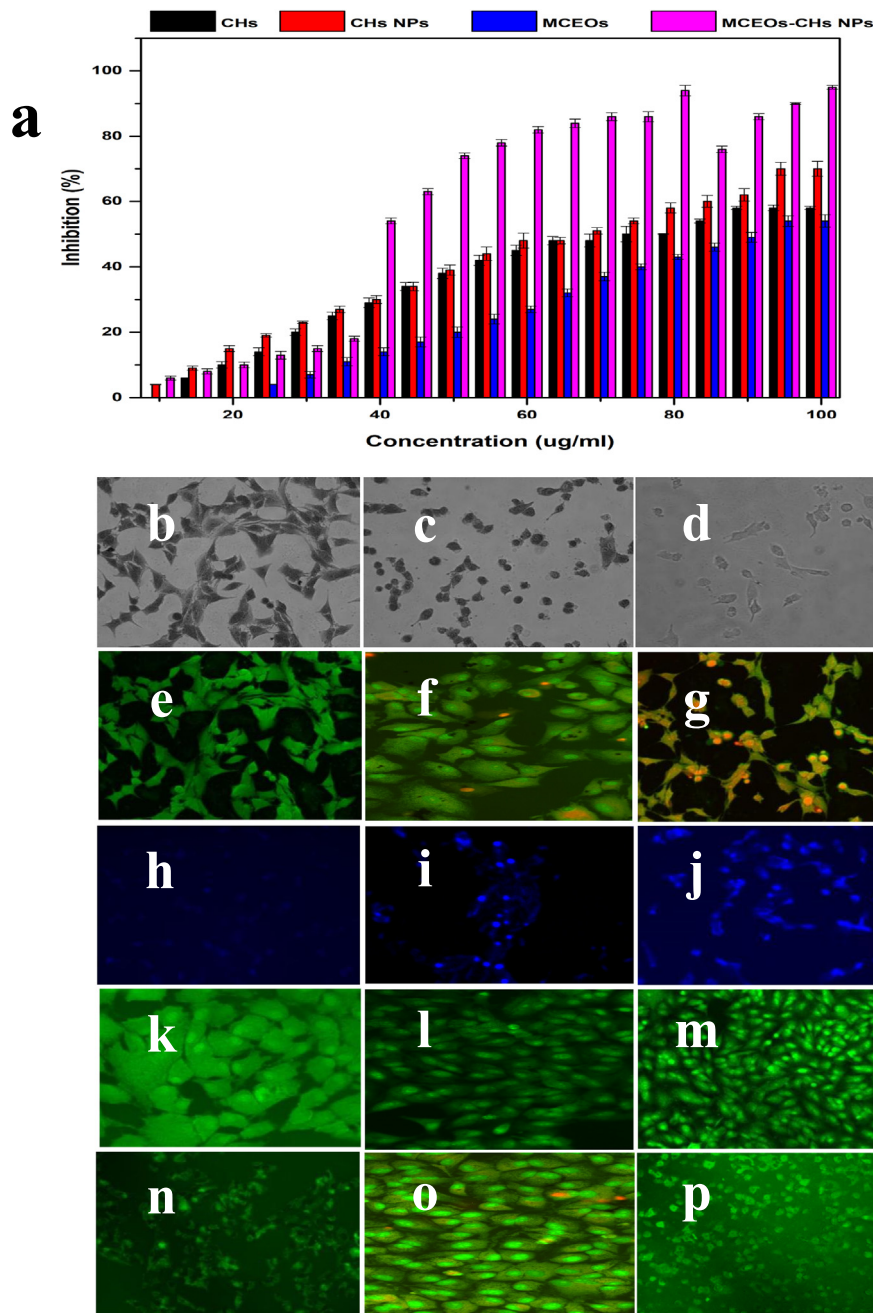 CHs CHs NPs MCEOs MCEOs-CHs NPs
a
100
80
60
40
20
0
Inhibition (%)
20 40 60 80 100
Concentration (ug/ml)
b c d
e f g
h i j
k l m
n o p